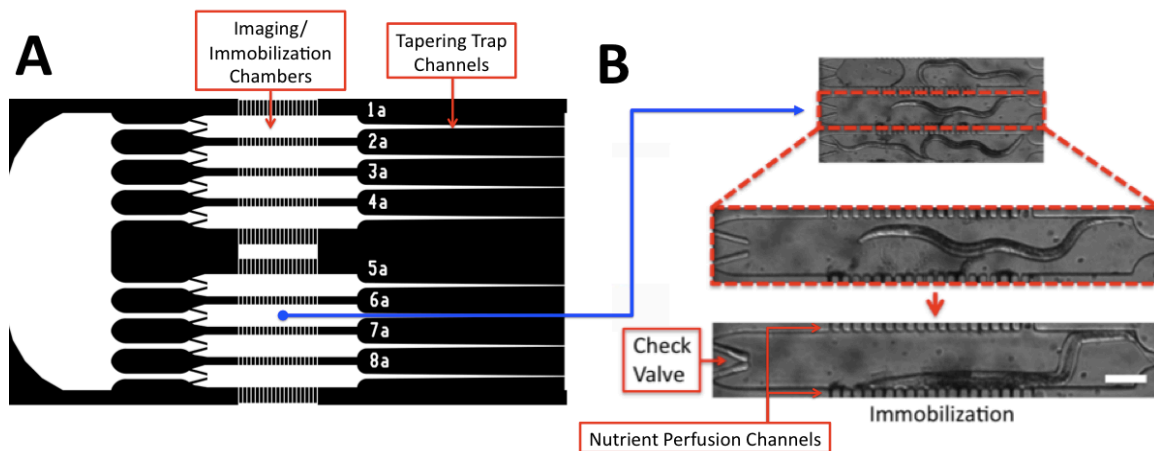 A
Imaging/
Immobilization
Chambers
Tapering Trap
Channels
1a
2a
3a
4a
5a
6a
7a
8a
B
Check
Valve
Immobilization
Nutrient Perfusion Channels